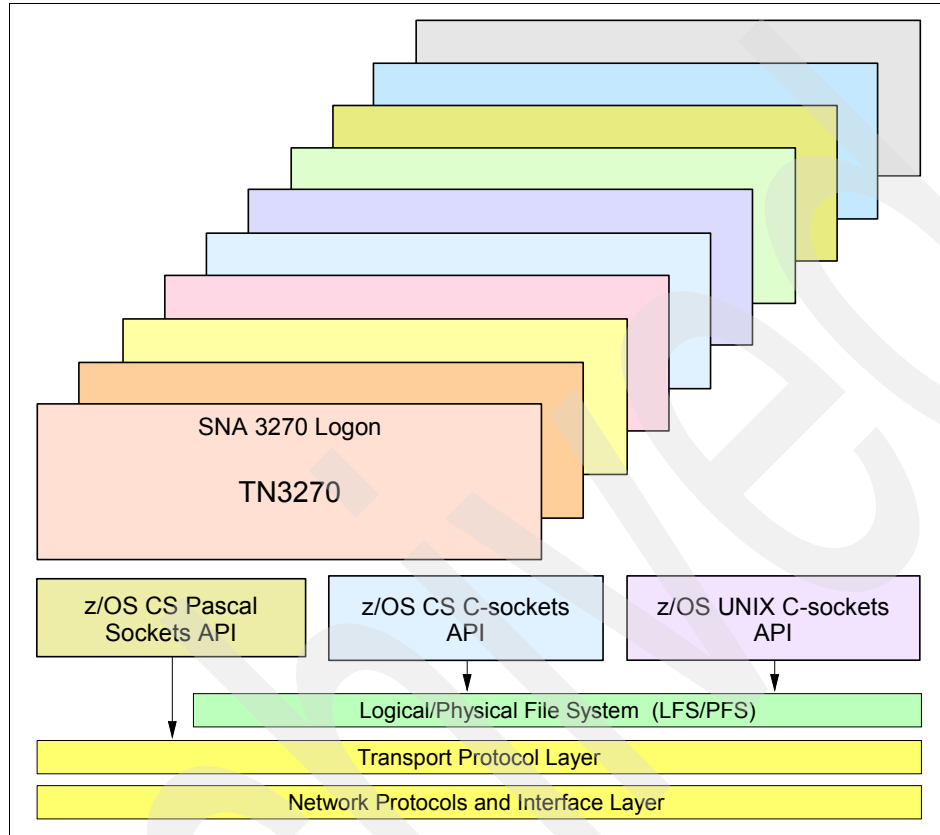 SNA 3270 Logon
TN3270
z/OS CS Pascal
Sockets API
z/OS CS C-sockets
API
z/OS UNIX C-sockets
API
Logical/Physical File System (LFS/PFS)
Transport Protocol Layer
Network Protocols and Interface Layer